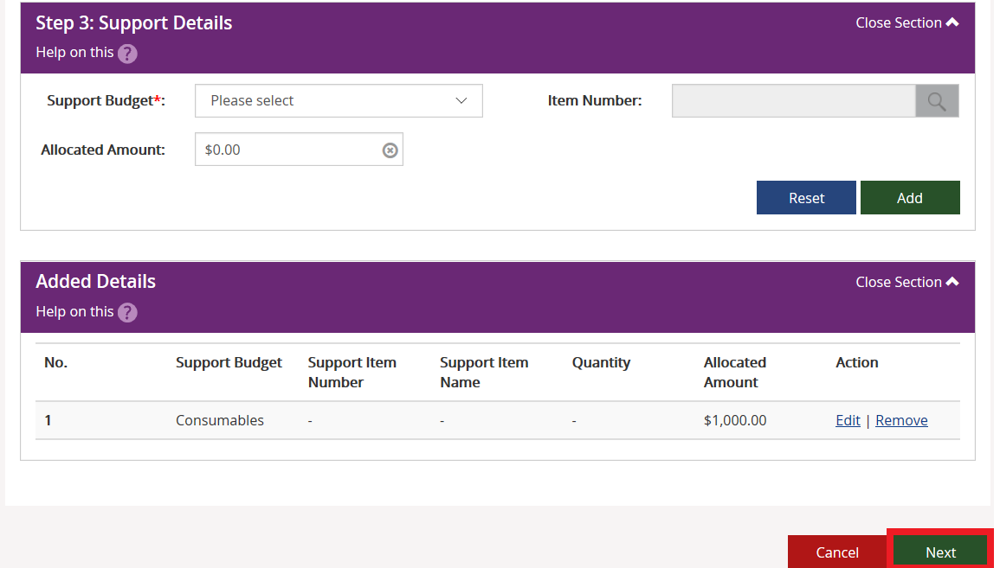 Step 3: Support Details
Close Section
Help on this ?
Support Budget*:
Please select
Item Number:
Allocated Amount:
$0.00
Reset
Add
Added Details
Close Section
Help on this ?
No. Support Budget Support Item Number Support Item Name Quantity Allocated Amount Action
1 Consumables - - - $1,000.00 Edit | Remove
Cancel
Next